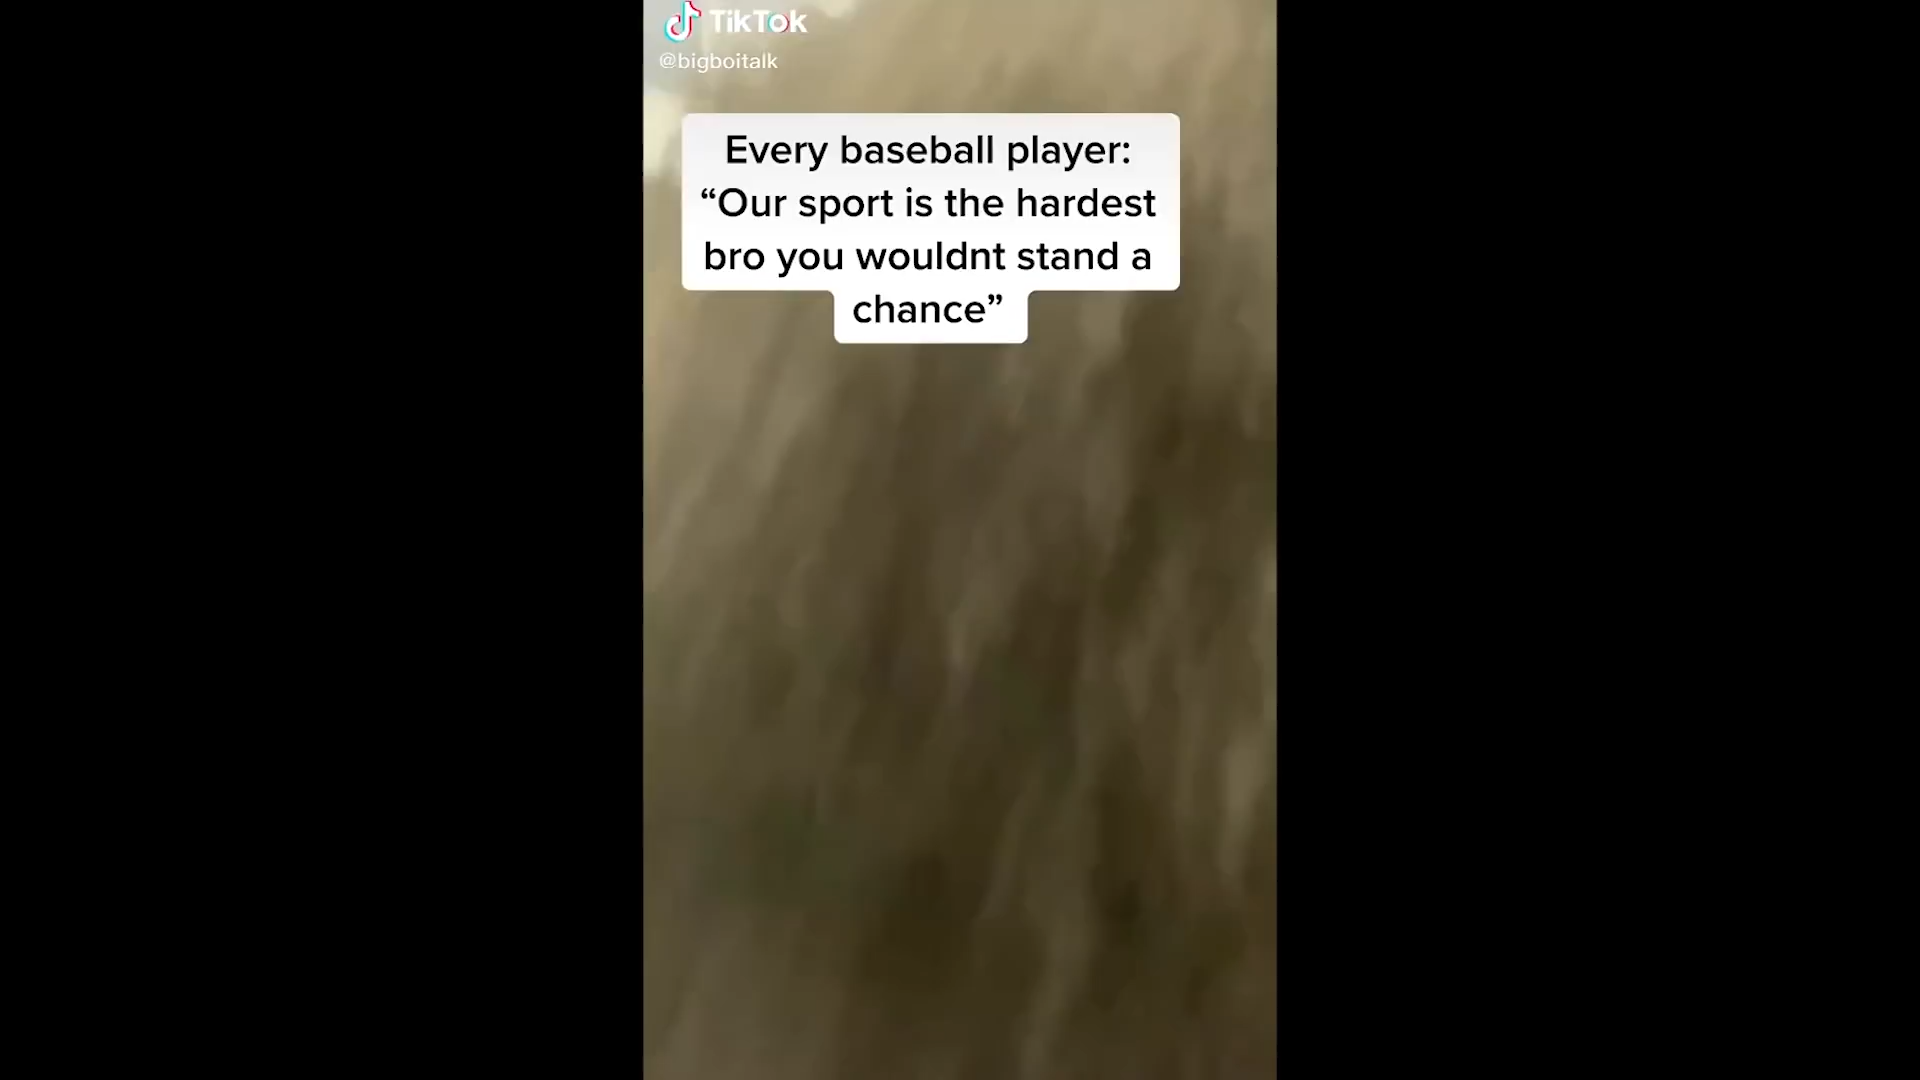 TikTok
@bigboitalk
Every baseball player:
“Our sport is the hardest
bro you wouldnt stand a
chance”